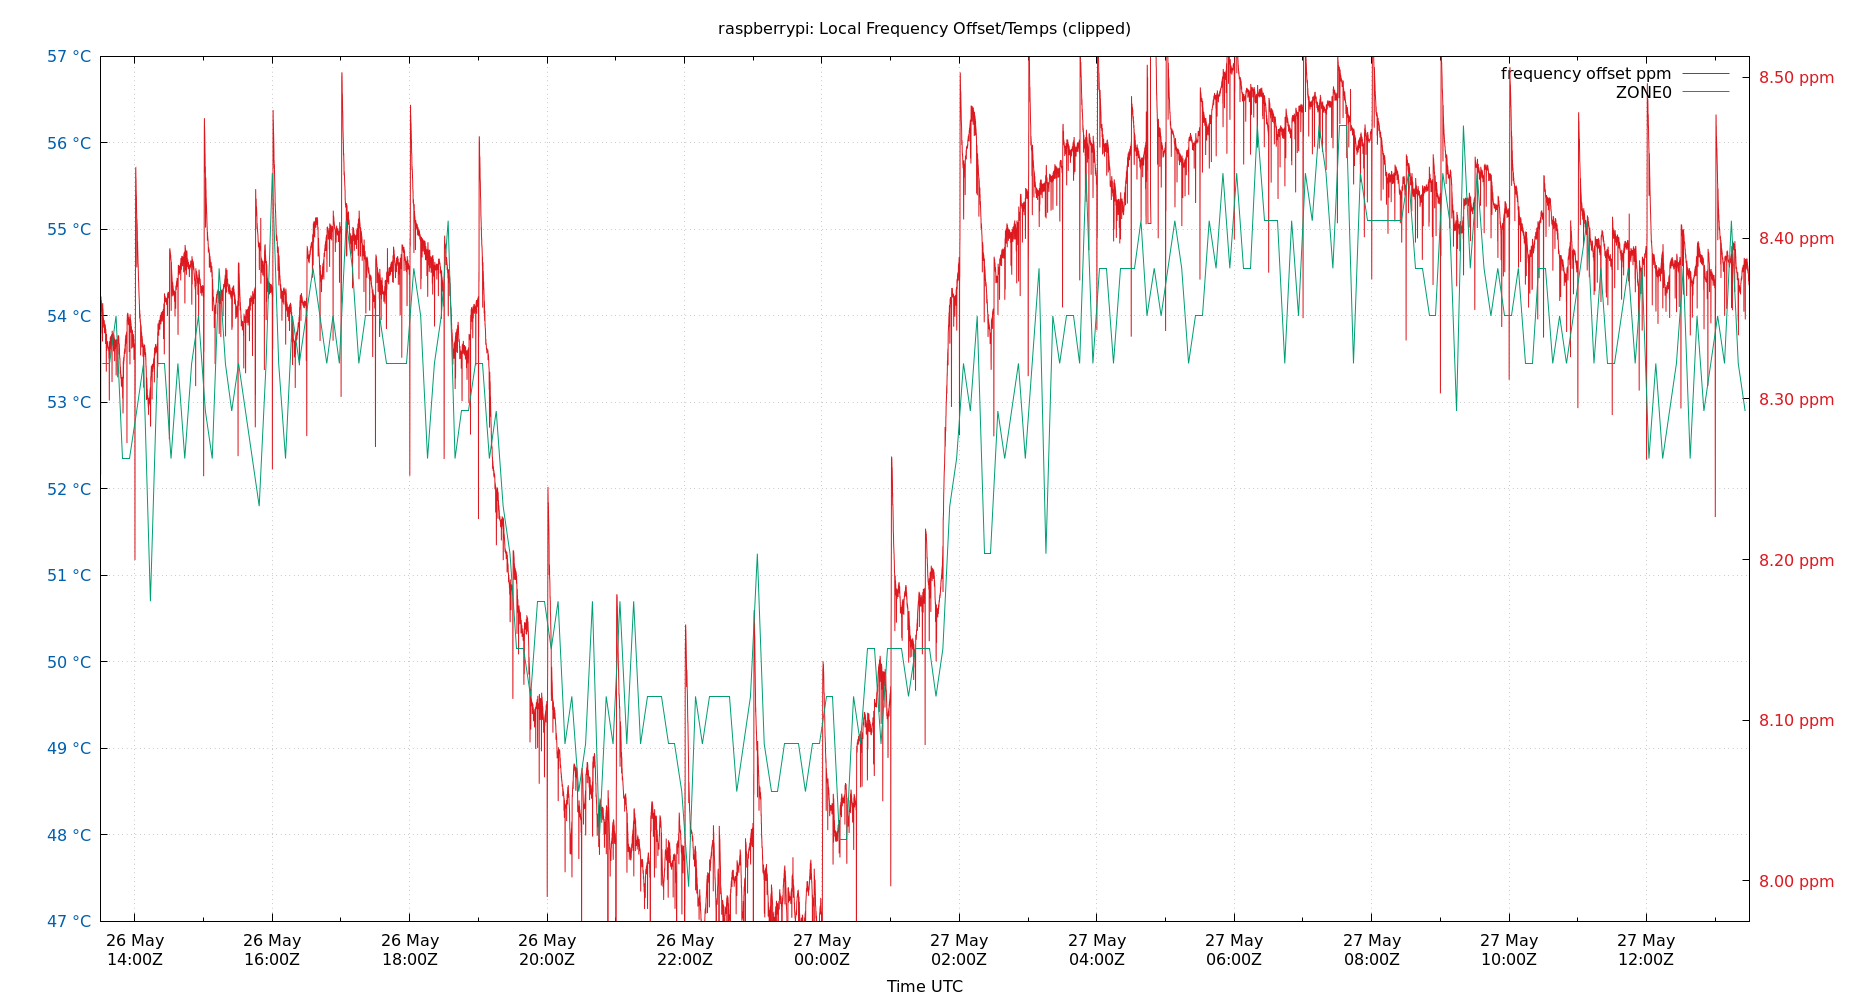 raspberrypi: Local Frequency Offset/Temps (clipped)
57 °C
56 °C
55 °C
54 °C
53 °C
52 °C
51 °C
50 °C
49 °C
48 °C
47 °C
frequency offset ppm
ZONE0
8.50 ppm
8.40 ppm
8.30 ppm
8.20 ppm
8.10 ppm
8.00 ppm
26 May
14:00Z
26 May
16:00Z
26 May
18:00Z
26 May
20:00Z
26 May
22:00Z
27 May
00:00Z
27 May
02:00Z
27 May
04:00Z
27 May
06:00Z
27 May
08:00Z
27 May
10:00Z
27 May
12:00Z
Time UTC